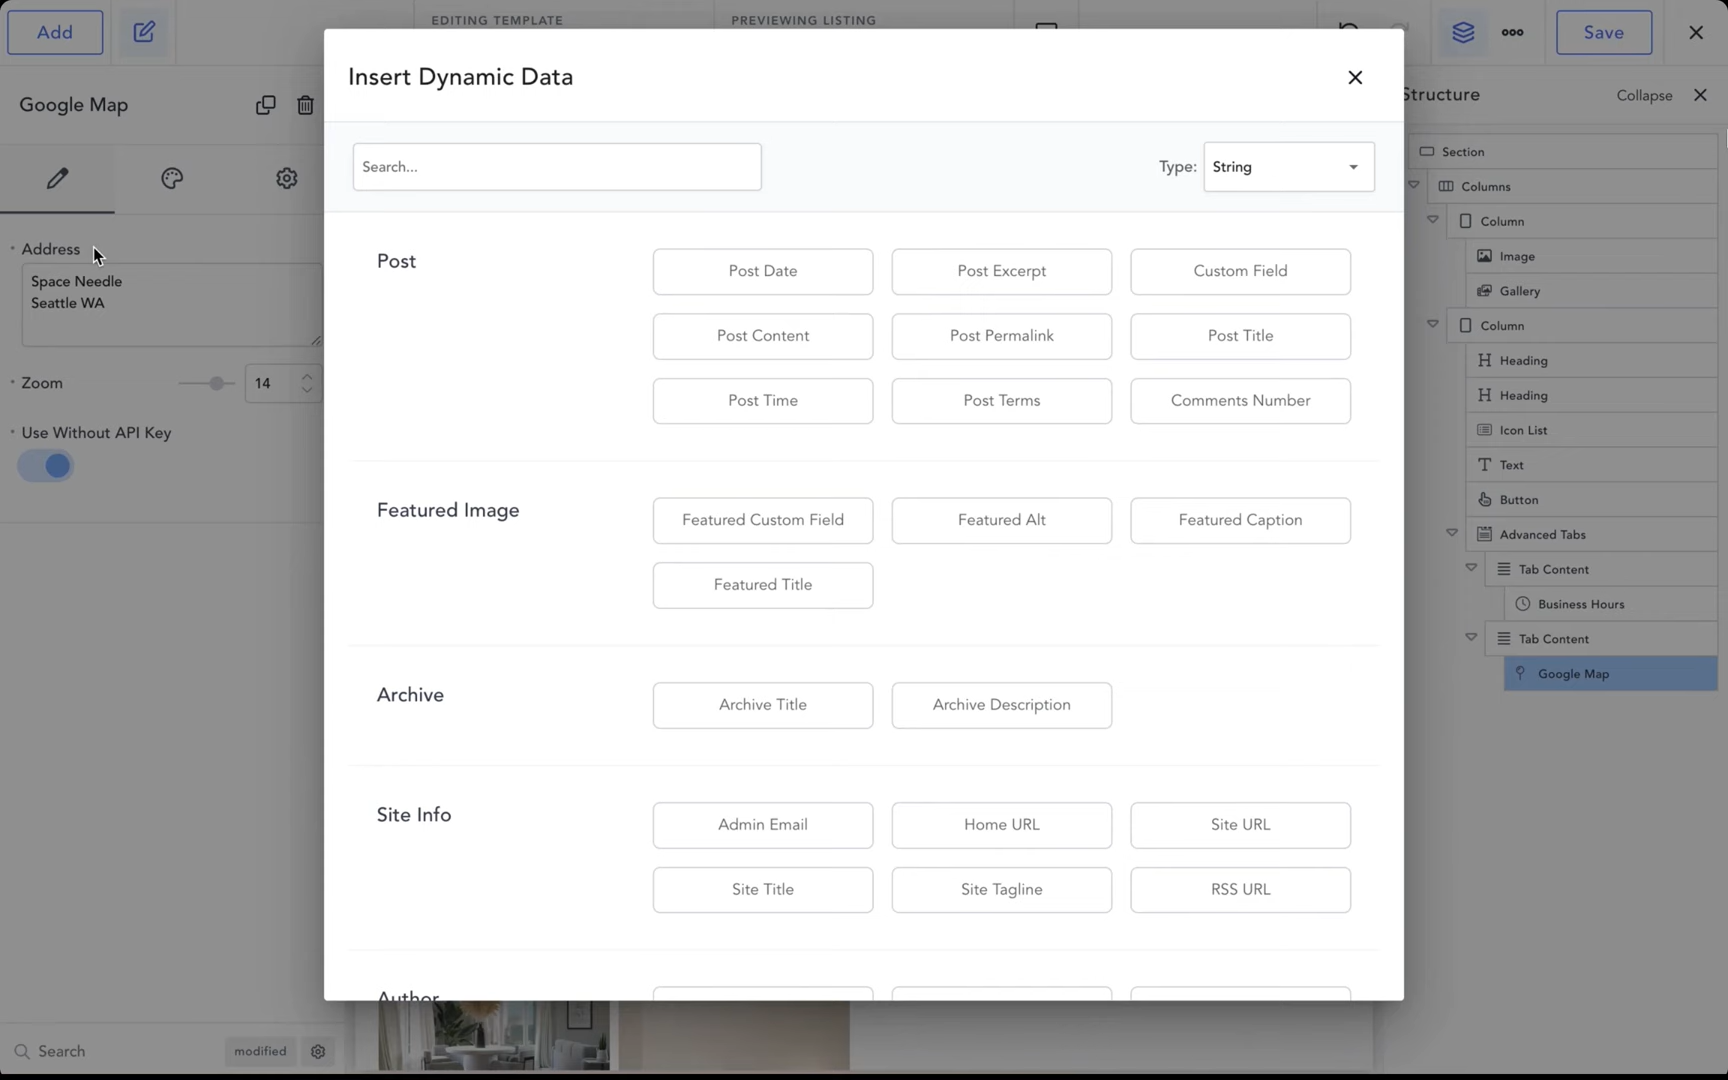 Add
EDITING TEMPLATE
PREVIEWING LISTING
Save
Google Map
Address
Space Needle
Seattle WA
Zoom
14
Use Without API Key
Search
modified
Insert Dynamic Data
Search...
Type:
String
Post
Post Date
Post Excerpt
Custom Field
Post Content
Post Permalink
Post Title
Post Time
Post Terms
Comments Number
Featured Image
Featured Custom Field
Featured Alt
Featured Caption
Featured Title
Archive
Archive Title
Archive Description
Site Info
Admin Email
Home URL
Site URL
Site Title
Site Tagline
RSS URL
Author
Structure
Collapse
Section
Columns
Column
Image
Gallery
Column
Heading
Heading
Icon List
Text
Button
Advanced Tabs
Tab Content
Business Hours
Tab Content
Google Map